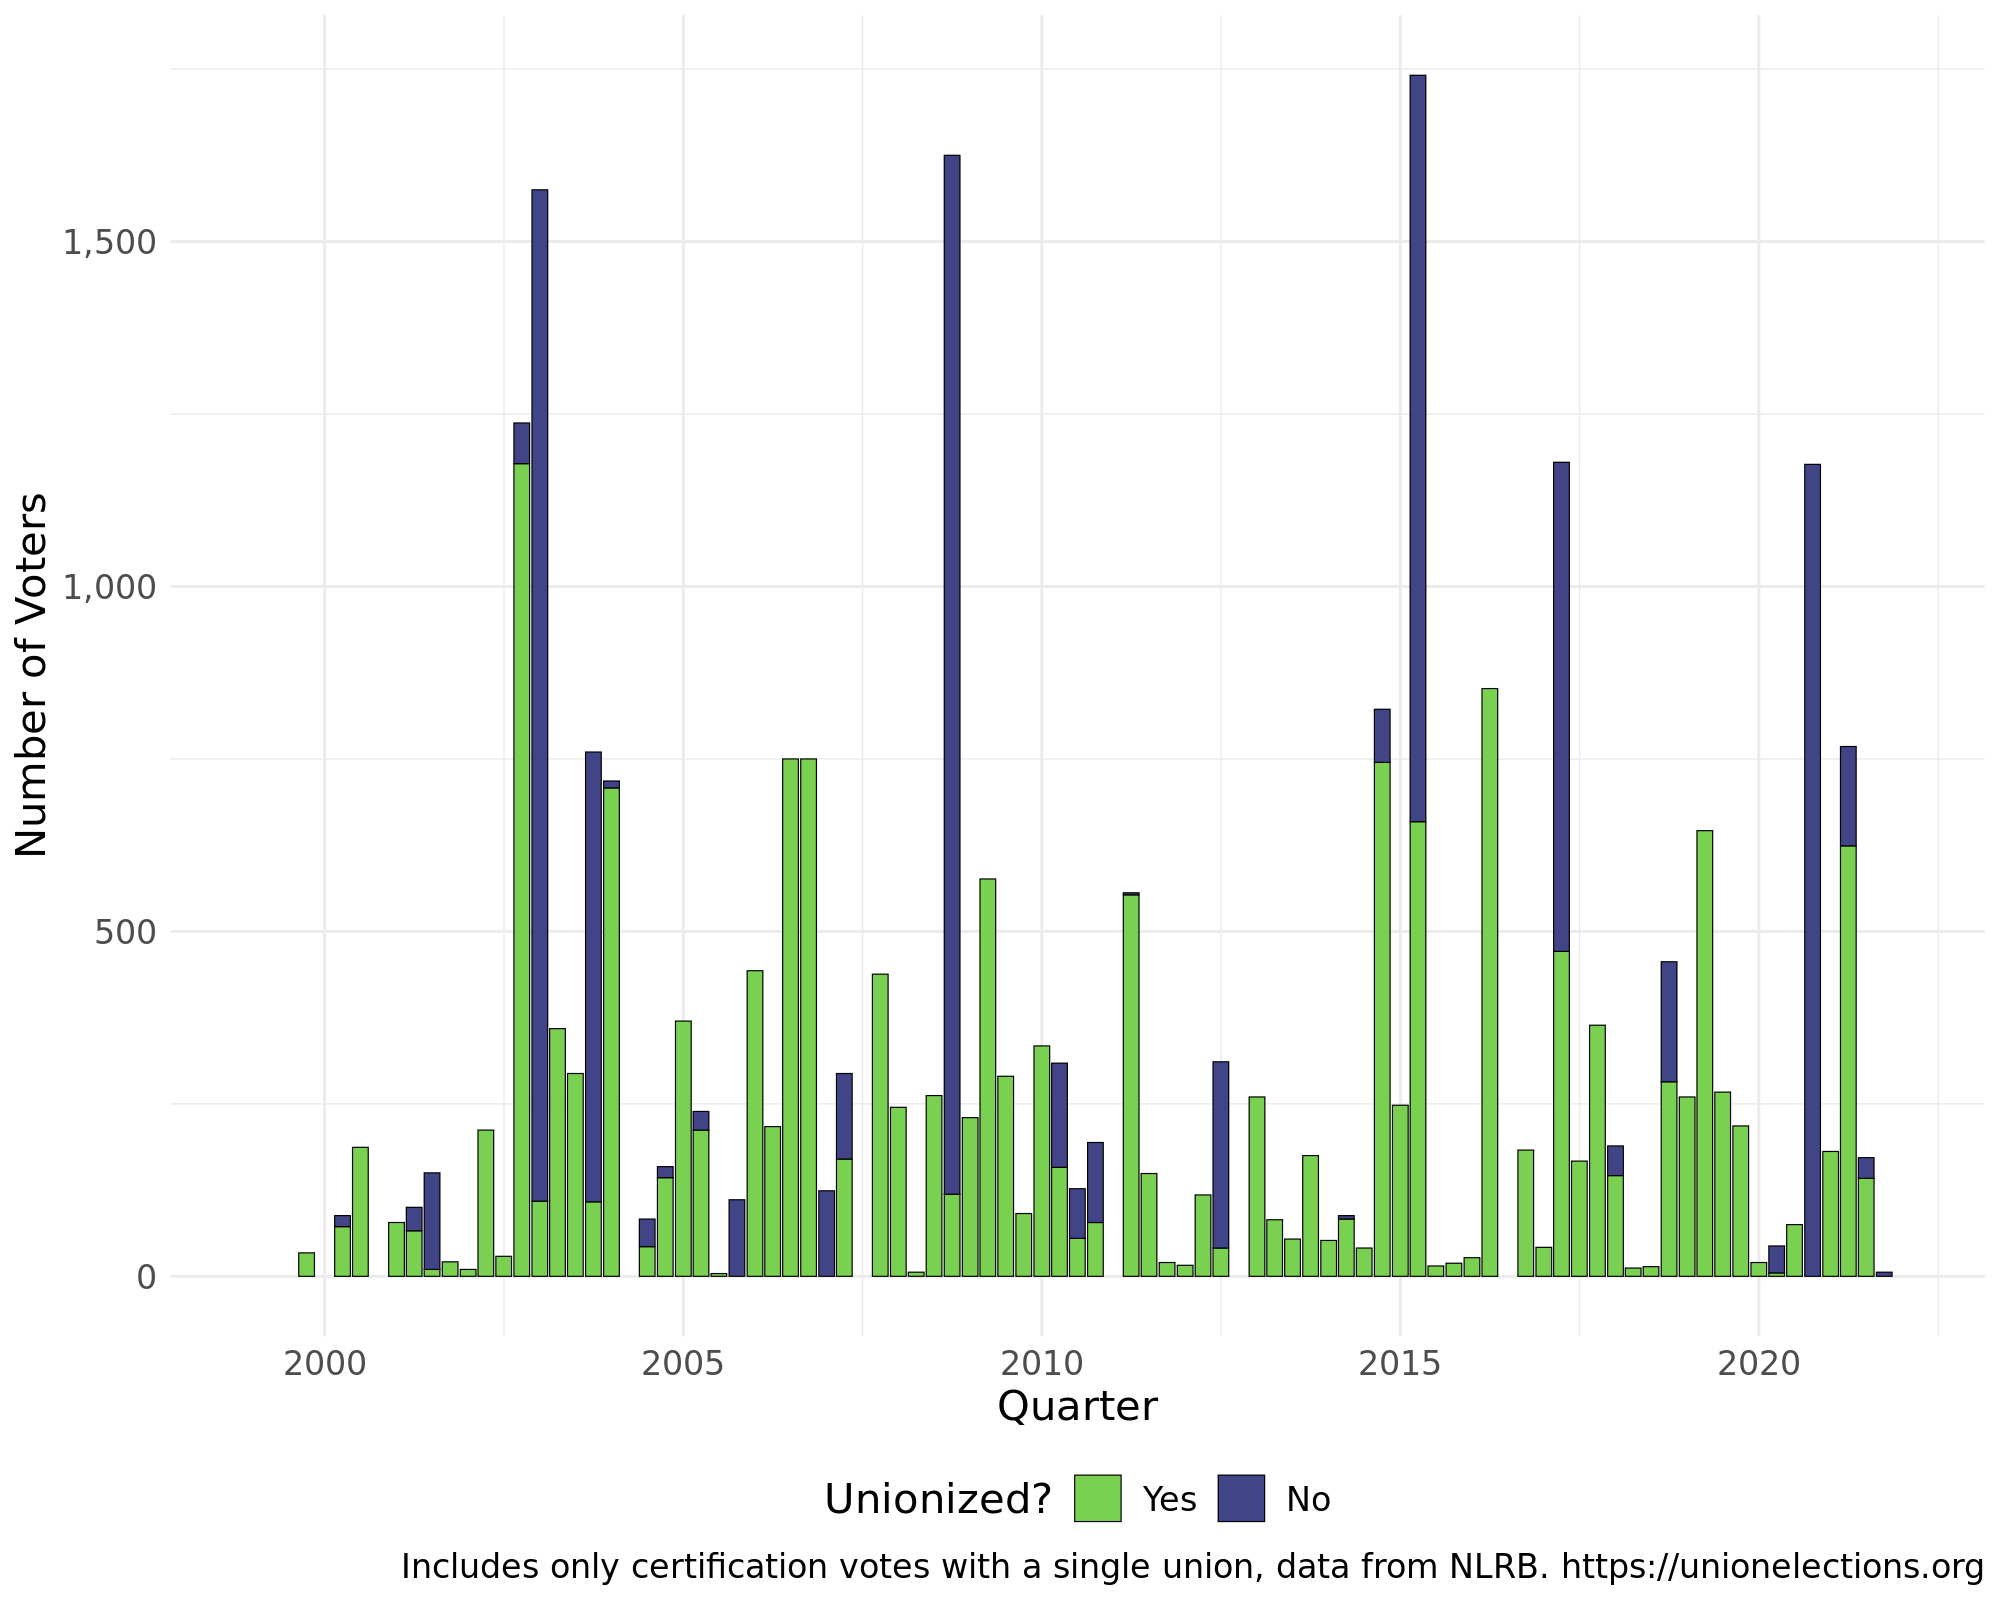 Number of Voters
1,500
1,000
500
0
2000 2005 2010 2015 2020
Quarter
Unionized? Yes No
Includes only certification votes with a single union, data from NLRB. https://unionelections.org